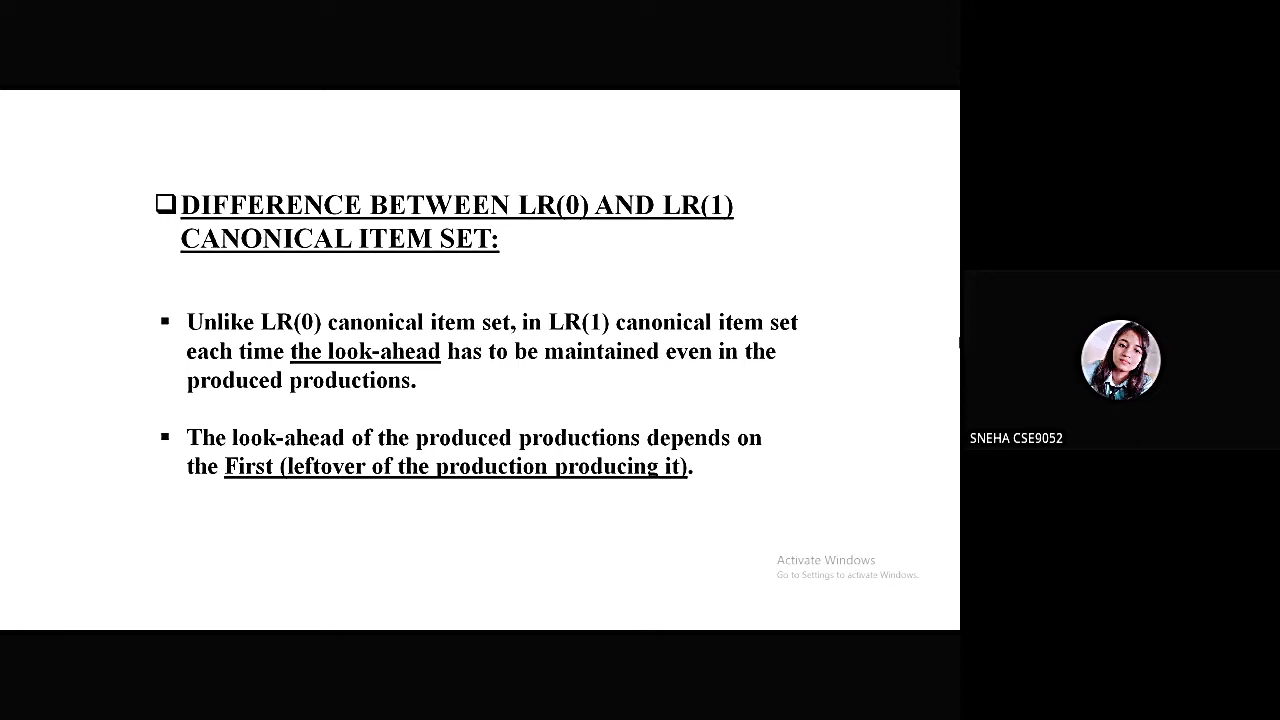 ❑DIFFERENCE BETWEEN LR(0) AND LR(1)
CANONICAL ITEM SET:
▪ Unlike LR(0) canonical item set, in LR(1) canonical item set
each time the look-ahead has to be maintained even in the
produced productions.
▪ The look-ahead of the produced productions depends on
the First (leftover of the production producing it).
Activate Windows
Go to Settings to activate Windows.
SNEHA CSE9052